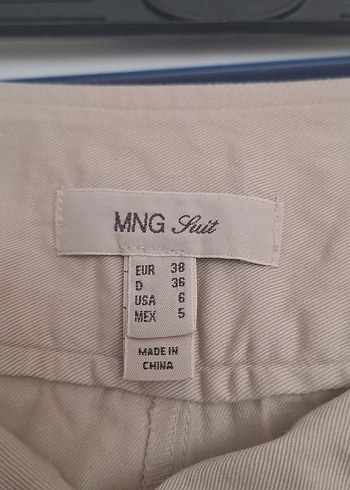 MNG Suit
EUR 38
D 36
USA 6
MEX 5
MADE IN
CHINA